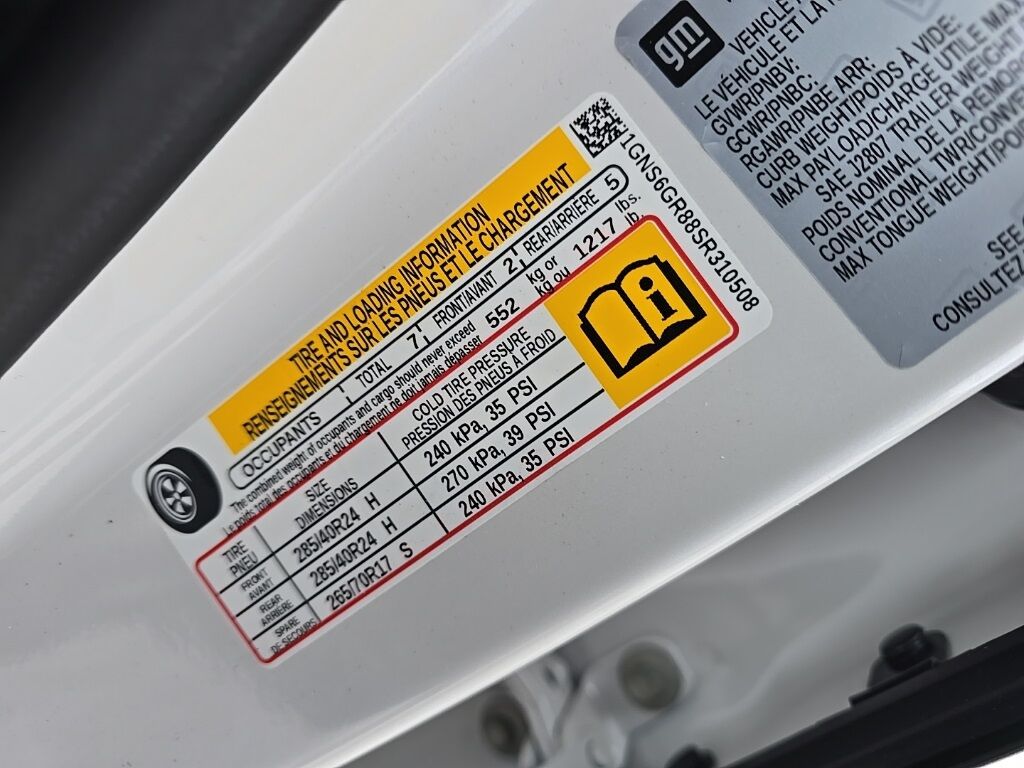 TIRE AND LOADING INFORMATION
RENSEIGNEMENTS SUR LES PNEUS ET LE CHARGEMENT
OCCUPANTS TOTAL 7 FRONT/AVANT 2 REAR/ARRIÈRE 5
The combined weight of occupants and cargo should never exceed 552 kg or 1217 lbs.
Le poids total des occupants et du chargement ne doit jamais dépasser kg ou lb.
TIRE
PNEU
SIZE
DIMENSIONS
COLD TIRE PRESSURE
PRESSION DES PNEUS À FROID
FRONT
AVANT
285/40R24 H
240 kPa, 35 PSI
REAR
ARRIÈRE
285/40R24 H
270 kPa, 39 PSI
SPARE
DE SECOURS
265/70R17 S
240 kPa, 35 PSI
i
1GNS6GR88SR310508
gm
VEHICLE
LE VÉHICULE ET LA
GVWR/PNBV:
GCWR/PNBC:
RGAWR/PNBE ARR:
CURB WEIGHT/POIDS À VIDE:
MAX PAYLOAD/CHARGE UTILE MAX
SAE J2807 TRAILER WEIGHT
POIDS NOMINAL DE LA REMORQ
CONVENTIONAL TWR/CONVEN
MAX TONGUE WEIGHT/POI
SEE
CONSULTEZ